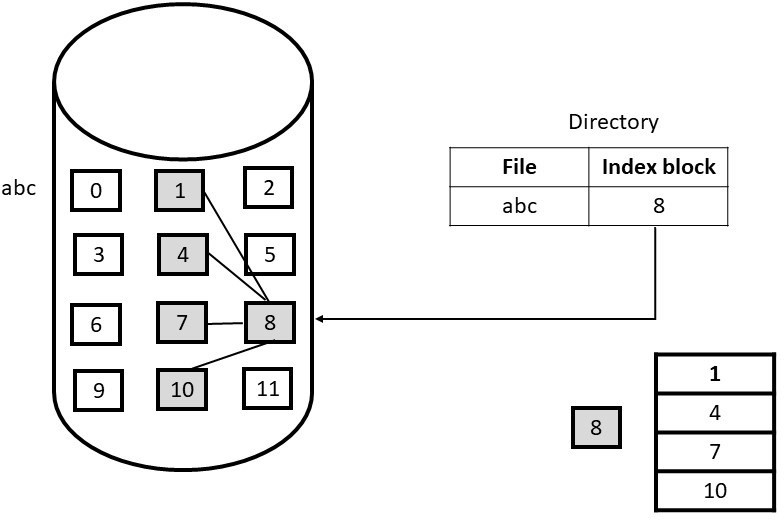 Directory
File Index block
abc 8
abc 0 1 2
3 4 5
6 7 8
9 10 11
8
1
4
7
10